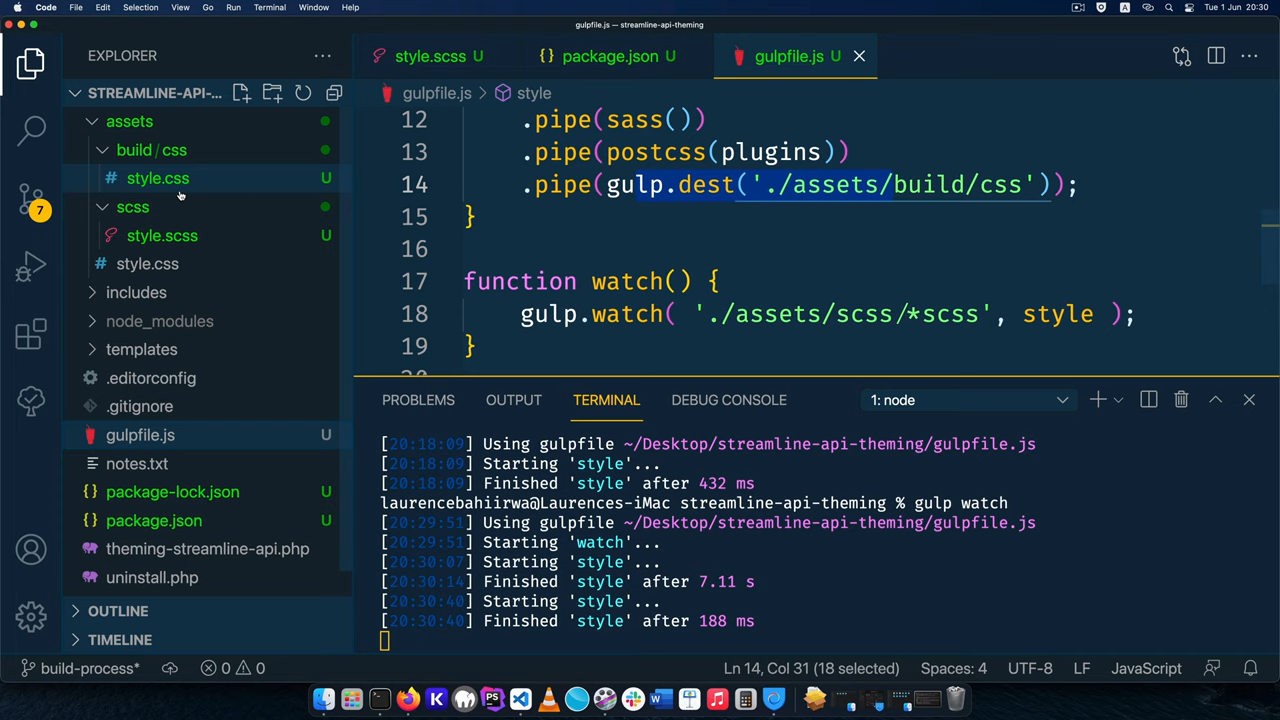 Code File Edit Selection View Go Run Terminal Window Help
A
Tue 1 Jun 20:30
gulpfile.js — streamline-api-theming
EXPLORER
style.scss U
{} package.json U
gulpfile.js U
STREAMLINE-API-...
gulpfile.js > style
assets
build / css
# style.css U
scss
style.scss U
# style.css
includes
node_modules
templates
.editorconfig
.gitignore
gulpfile.js U
notes.txt
{} package-lock.json U
{} package.json U
theming-streamline-api.php
uninstall.php
OUTLINE
TIMELINE
7
12 .pipe(sass())
13 .pipe(postcss(plugins))
14 .pipe(gulp.dest('./assets/build/css'));
15 }
16
17 function watch() {
18 gulp.watch( './assets/scss/*scss', style );
19 }
PROBLEMS OUTPUT TERMINAL DEBUG CONSOLE
1: node
[20:18:09] Using gulpfile ~/Desktop/streamline-api-theming/gulpfile.js
[20:18:09] Starting 'style'...
[20:18:09] Finished 'style' after 432 ms
laurencebahiirwa@Laurences-iMac streamline-api-theming % gulp watch
[20:29:51] Using gulpfile ~/Desktop/streamline-api-theming/gulpfile.js
[20:29:51] Starting 'watch'...
[20:30:07] Starting 'style'...
[20:30:14] Finished 'style' after 7.11 s
[20:30:40] Starting 'style'...
[20:30:40] Finished 'style' after 188 ms
build-process*
0 0
Ln 14, Col 31 (18 selected)
Spaces: 4
UTF-8
LF
JavaScript
K
PS
W